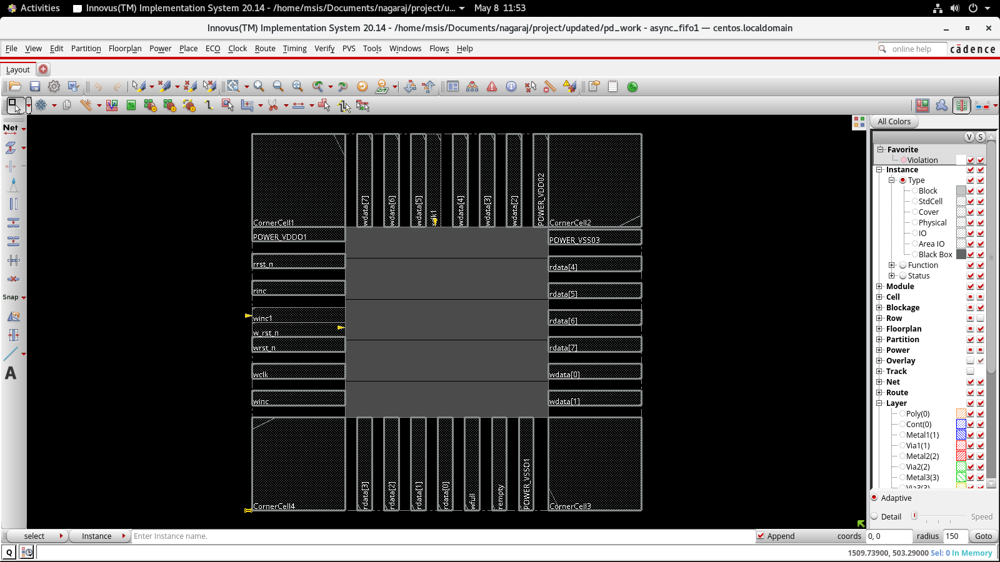 Activities
Innovus(TM) Implementation System 20.14 - /home/msis/Documents/nagaraj/project/u...
May 8 11:53
Innovus(TM) Implementation System 20.14 - /home/msis/Documents/nagaraj/project/updated/pd_work - async_fifo1 — centos.localdomain
File View Edit Partition Floorplan Power Place ECO Clock Route Timing Verify PVS Tools Windows Flows Help
online help
cādence
Layout
All Colors
V S
Net
Snap
A
wdata[7]
wdata[6]
wdata[5]
wdata[4]
wdata[3]
wdata[2]
POWER_VDD02
CornerCell1
CornerCell2
POWER_VDDO1
POWER_VSS03
rrst_n
rdata[4]
rinc
rdata[5]
winc1
rdata[6]
w_rst_n
wrst_n
rdata[7]
wclk
wdata[0]
winc
wdata[1]
rdata[3]
rdata[2]
rdata[1]
rdata[0]
wfull
rempty
POWER_VSSO1
CornerCell4
CornerCell3
Favorite
Violation
Instance
Type
Block
StdCell
Cover
Physical
IO
Area IO
Black Box
Function
Status
Module
Cell
Blockage
Row
Floorplan
Partition
Power
Overlay
Track
Net
Route
Layer
Poly(0)
Cont(0)
Metal1(1)
Via1(1)
Metal2(2)
Via2(2)
Metal3(3)
Via3(3)
Adaptive
Detail
Speed
select
Instance
Enter Instance name.
Append
coords 0, 0
radius 150
Goto
Q
1509.73900, 503.29000 Sel: 0 In Memory